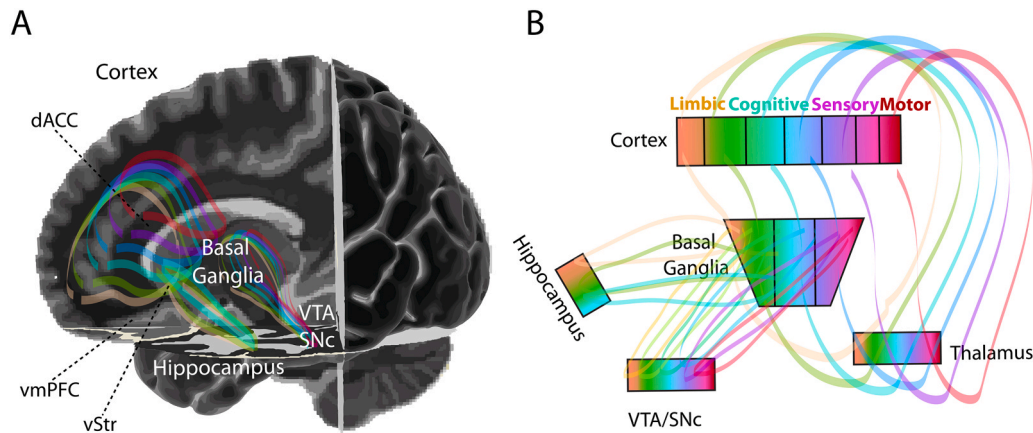 A
Cortex
dACC
Basal
Ganglia
VTA
SNc
Hippocampus
vmPFC
vStr
B
Limbic Cognitive Sensory Motor
Cortex
Basal
Ganglia
Hippocampus
Thalamus
VTA/SNc